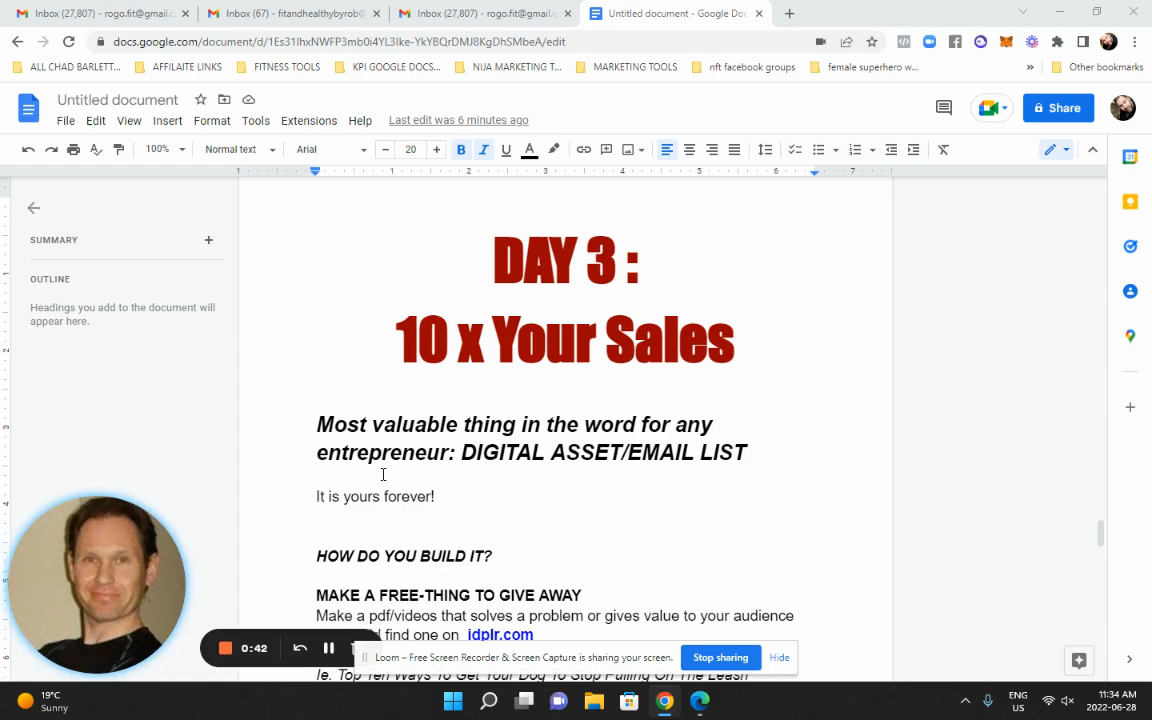 Inbox (27,807) - rogo.fit@gmail.c
Inbox (67) - fitandhealthybyrob@
Inbox (27,807) - rogo.fit@gmail.c
Untitled document - Google Doc
docs.google.com/document/d/1Es31IhxNWFP3mb0i4YL3Ike-YkYBQrDMJ8KgDhSMbeA/edit
ALL CHAD BARLETT...
AFFILAITE LINKS
FITNESS TOOLS
KPI GOOGLE DOCS...
NIJA MARKETING T...
MARKETING TOOLS
nft facebook groups
female superhero w...
Other bookmarks
Untitled document
File Edit View Insert Format Tools Extensions Help Last edit was 6 minutes ago
Share
100% Normal text Arial 20
SUMMARY
OUTLINE
Headings you add to the document will
appear here.
DAY 3 :
10 x Your Sales
Most valuable thing in the word for any
entrepreneur: DIGITAL ASSET/EMAIL LIST
It is yours forever!
HOW DO YOU BUILD IT?
MAKE A FREE-THING TO GIVE AWAY
Make a pdf/videos that solves a problem or gives value to your audience
find one on idplr.com
Ie. Top Ten Ways To Get Your Dog To Stop Pulling On The Leash
0:42
Loom – Free Screen Recorder & Screen Capture is sharing your screen.
Stop sharing
Hide
19°C
Sunny
ENG
US
11:34 AM
2022-06-28